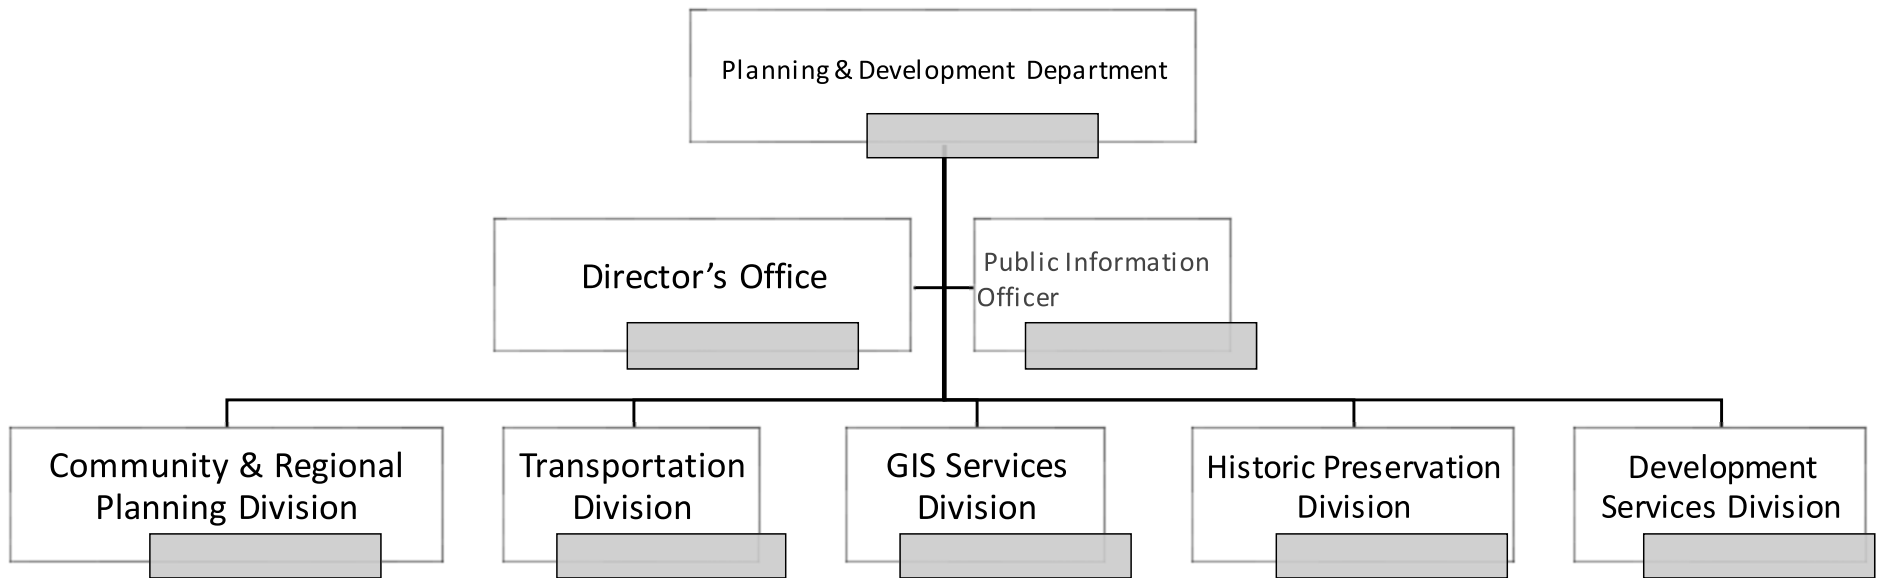 Planning & Development Department
Director’s Office
Public Information
Officer
Community & Regional
Planning Division
Transportation
Division
GIS Services
Division
Historic Preservation
Division
Development
Services Division